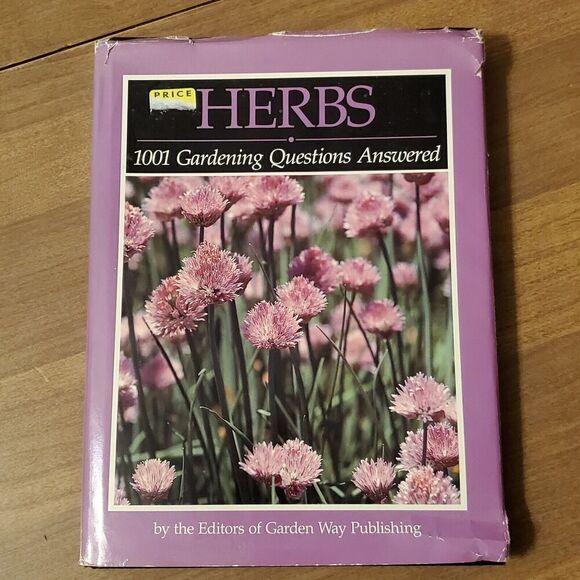 PRICE
HERBS
1001 Gardening Questions Answered
by the Editors of Garden Way Publishing